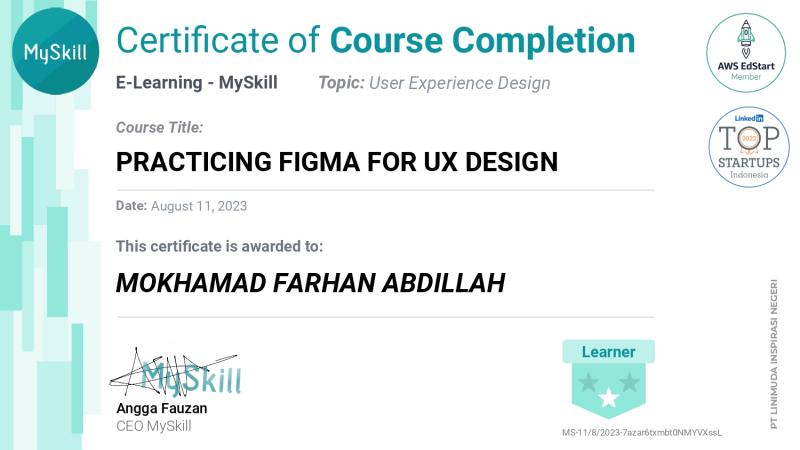 MySkill
Certificate of Course Completion
E-Learning - MySkill Topic: User Experience Design
Course Title:
PRACTICING FIGMA FOR UX DESIGN
Date: August 11, 2023
This certificate is awarded to:
MOKHAMAD FARHAN ABDILLAH
MySkill
Angga Fauzan
CEO MySkill
Learner
MS-11/8/2023-7azar6txmbt0NMYVXssL
AWS EdStart
Member
LinkedIn
TOP
2023
STARTUPS
Indonesia
PT LINIMUDA INSPIRASI NEGERI